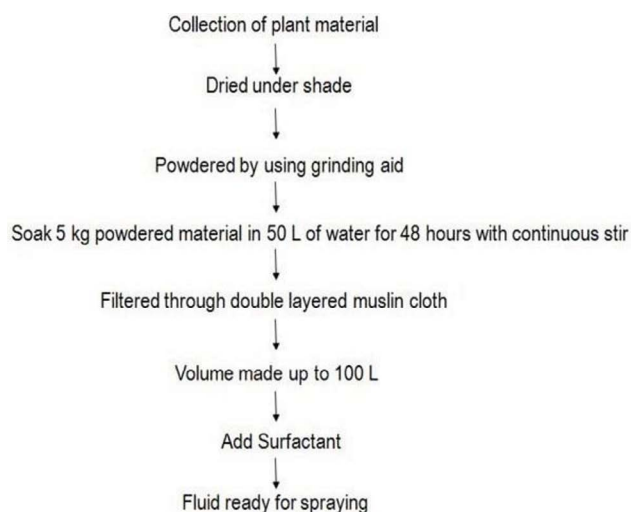 Collection of plant material
Dried under shade
Powdered by using grinding aid
Soak 5 kg powdered material in 50 L of water for 48 hours with continuous stir
Filtered through double layered muslin cloth
Volume made up to 100 L
Add Surfactant
Fluid ready for spraying